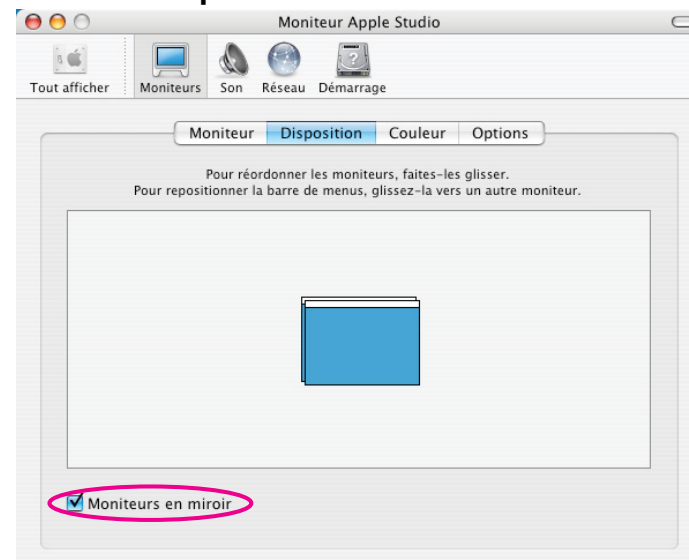 Moniteur Apple Studio
Tout afficher Moniteurs Son Réseau Démarrage
Moniteur Disposition Couleur Options
Pour réordonner les moniteurs, faites-les glisser.
Pour repositionner la barre de menus, glissez-la vers un autre moniteur.
Moniteurs en miroir